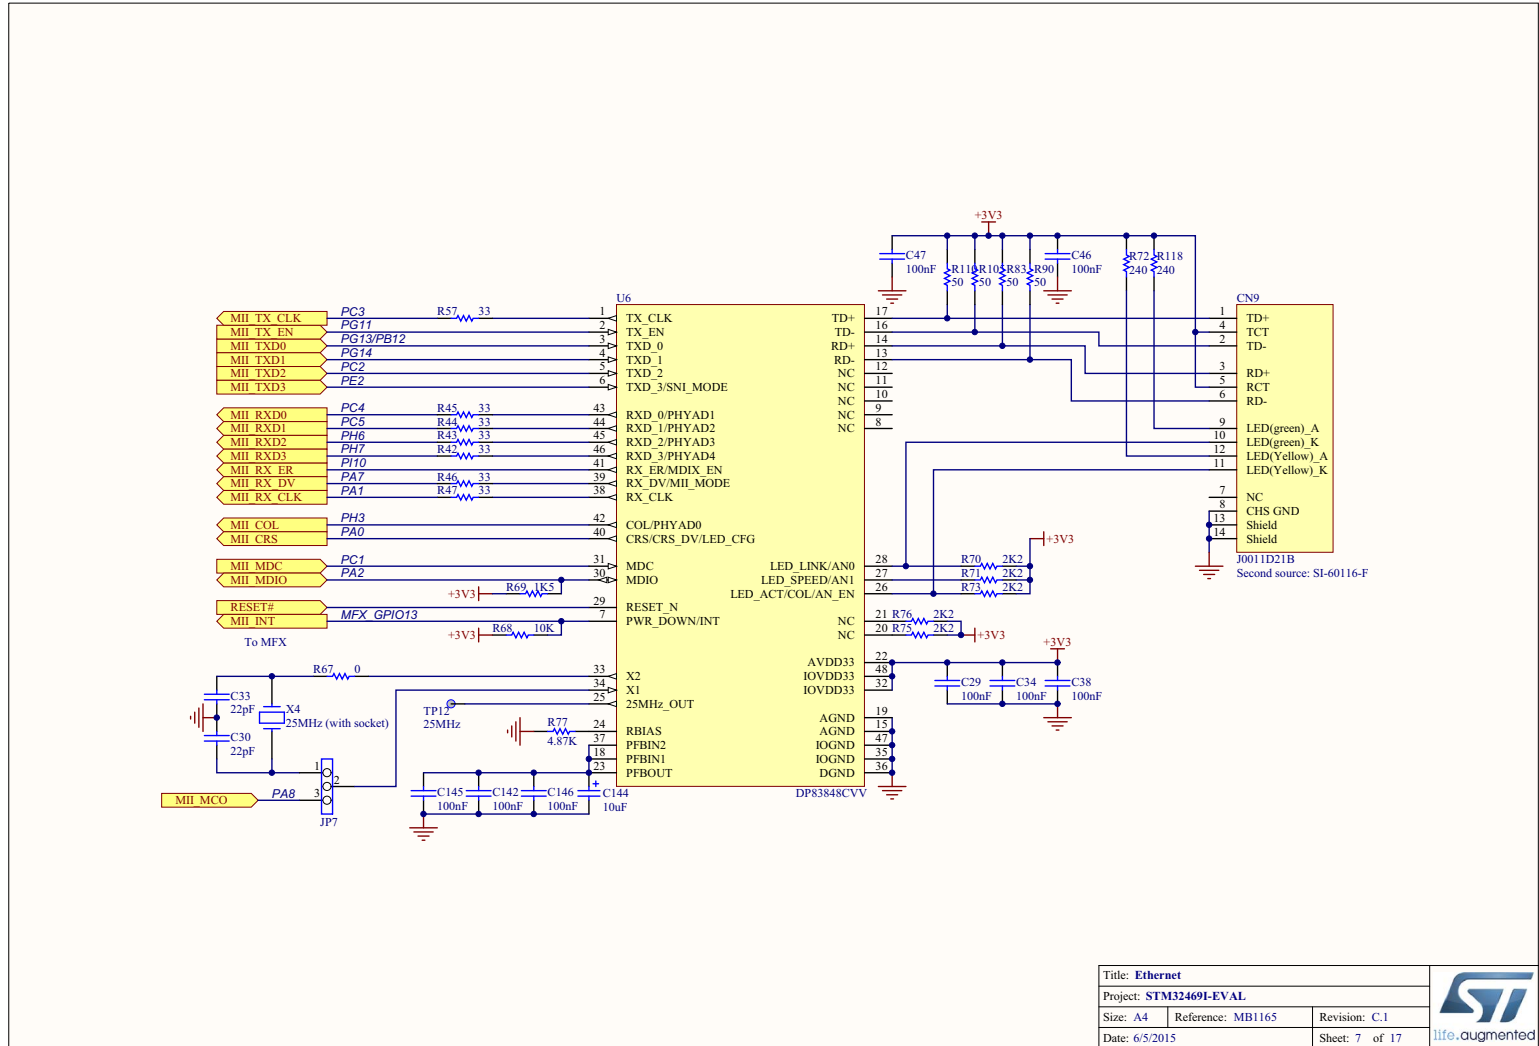 +3V3
C47
100nF
R110
50
R105
50
R83
50
R90
50
C46
100nF
R72
240
R118
240
U6
CN9
MII_TX_CLK PC3 R57 33 1 TX_CLK
MII_TX_EN PG11 2 TX_EN
MII_TXD0 PG13/PB12 3 TXD_0
MII_TXD1 PG14 4 TXD_1
MII_TXD2 PC2 5 TXD_2
MII_TXD3 PE2 6 TXD_3/SNI_MODE
MII_RXD0 PC4 R45 33 43 RXD_0/PHYAD1
MII_RXD1 PC5 R44 33 44 RXD_1/PHYAD2
MII_RXD2 PH6 R43 33 45 RXD_2/PHYAD3
MII_RXD3 PH7 R42 33 46 RXD_3/PHYAD4
MII_RX_ER PI10 41 RX_ER/MDIX_EN
MII_RX_DV PA7 R46 33 39 RX_DV/MII_MODE
MII_RX_CLK PA1 R47 33 38 RX_CLK
MII_COL PH3 42 COL/PHYAD0
MII_CRS PA0 40 CRS/CRS_DV/LED_CFG
MII_MDC PC1 31 MDC
MII_MDIO PA2 30 MDIO
+3V3 R69 1K5
RESET# 29 RESET_N
MII_INT MFX_GPIO13 7 PWR_DOWN/INT
+3V3 R68 10K
To MFX
R67 0 33 X2
34 X1
25 25MHz_OUT
TP12
25MHz
C33
22pF
X4
25MHz (with socket)
C30
22pF
R77
4.87K
24 RBIAS
37 PFBIN2
18 PFBIN1
23 PFBOUT
1
2
3
JP7
MII_MCO PA8
C145
100nF
C142
100nF
C146
100nF
+
C144
10uF
TD+ 17
TD- 16
RD+ 14
RD- 13
NC 12
NC 11
NC 10
NC 9
NC 8
LED_LINK/AN0 28 R70 2K2
LED_SPEED/AN1 27 R71 2K2
LED_ACT/COL/AN_EN 26 R73 2K2
+3V3
NC 21 R76 2K2
NC 20 R75 2K2
+3V3
+3V3
AVDD33 22
IOVDD33 48
IOVDD33 32
C29
100nF
C34
100nF
C38
100nF
AGND 19
AGND 15
IOGND 47
IOGND 35
DGND 36
DP83848CVV
1 TD+
4 TCT
2 TD-
3 RD+
5 RCT
6 RD-
9 LED(green)_A
10 LED(green)_K
12 LED(Yellow)_A
11 LED(Yellow)_K
7 NC
8 CHS GND
13 Shield
14 Shield
J0011D21B
Second source: SI-60116-F
Title: Ethernet
Project: STM32469I-EVAL
Size: A4 Reference: MB1165 Revision: C.1
Date: 6/5/2015 Sheet: 7 of 17
ST
life.augmented